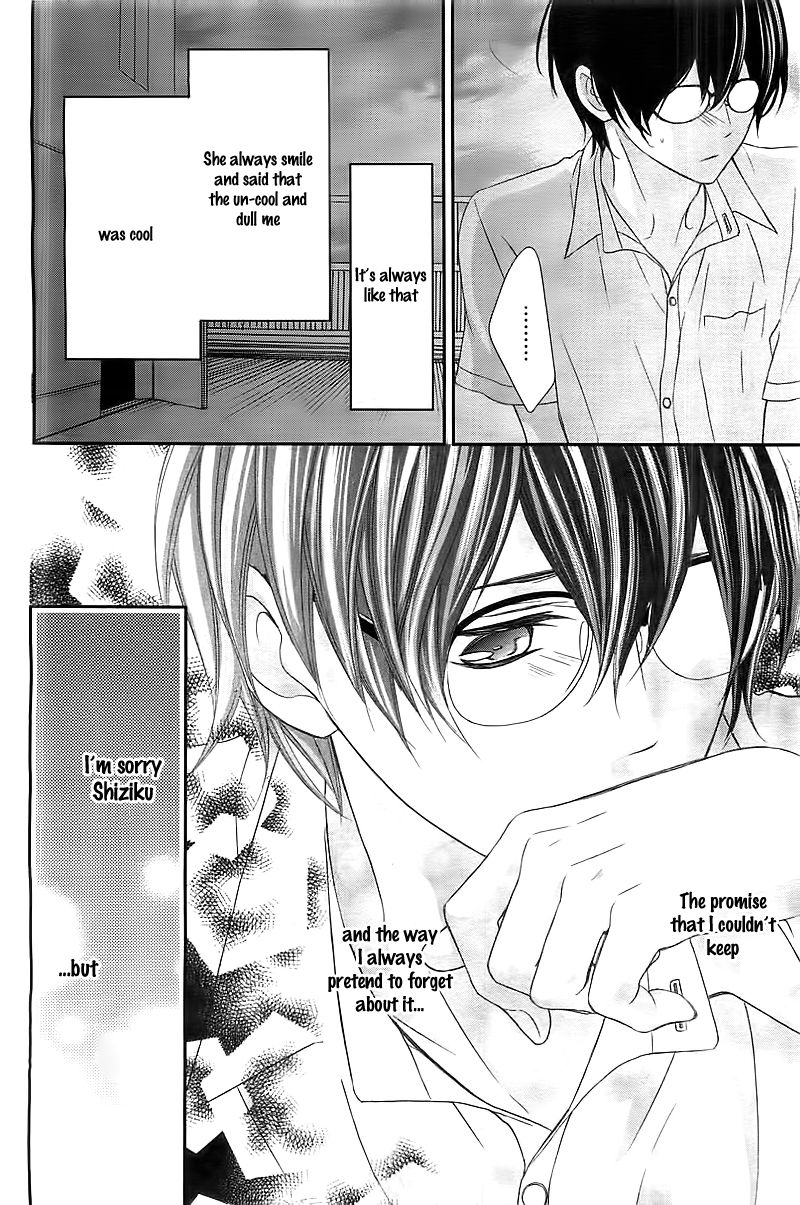 .........
It's always
like that
She always smile
and said that
the un-cool and
dull me
was cool
The promise
that I couldn't
keep
and the way
I always
pretend to forget
about it...
I'm sorry
Shiziku
...but